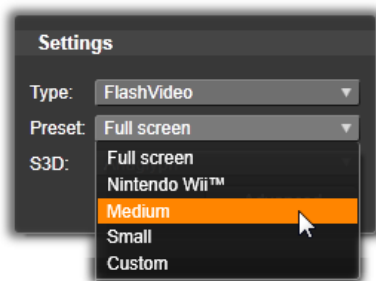 Settings
Type: FlashVideo
Preset: Full screen
S3D:
Full screen
Nintendo Wii™
Medium
Small
Custom